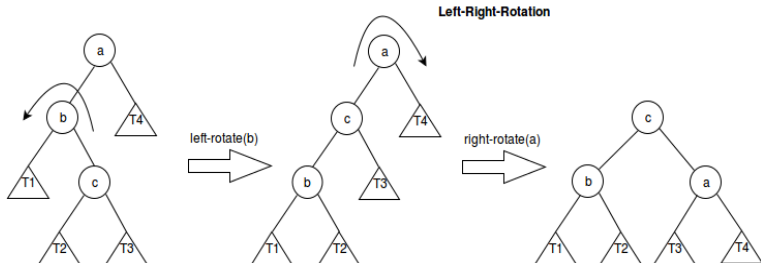 Left-Right-Rotation
a
a
b
T4
c
T4
c
left-rotate(b)
right-rotate(a)
T1
c
b
T3
b
a
T2
T3
T1
T2
T1
T2
T3
T4